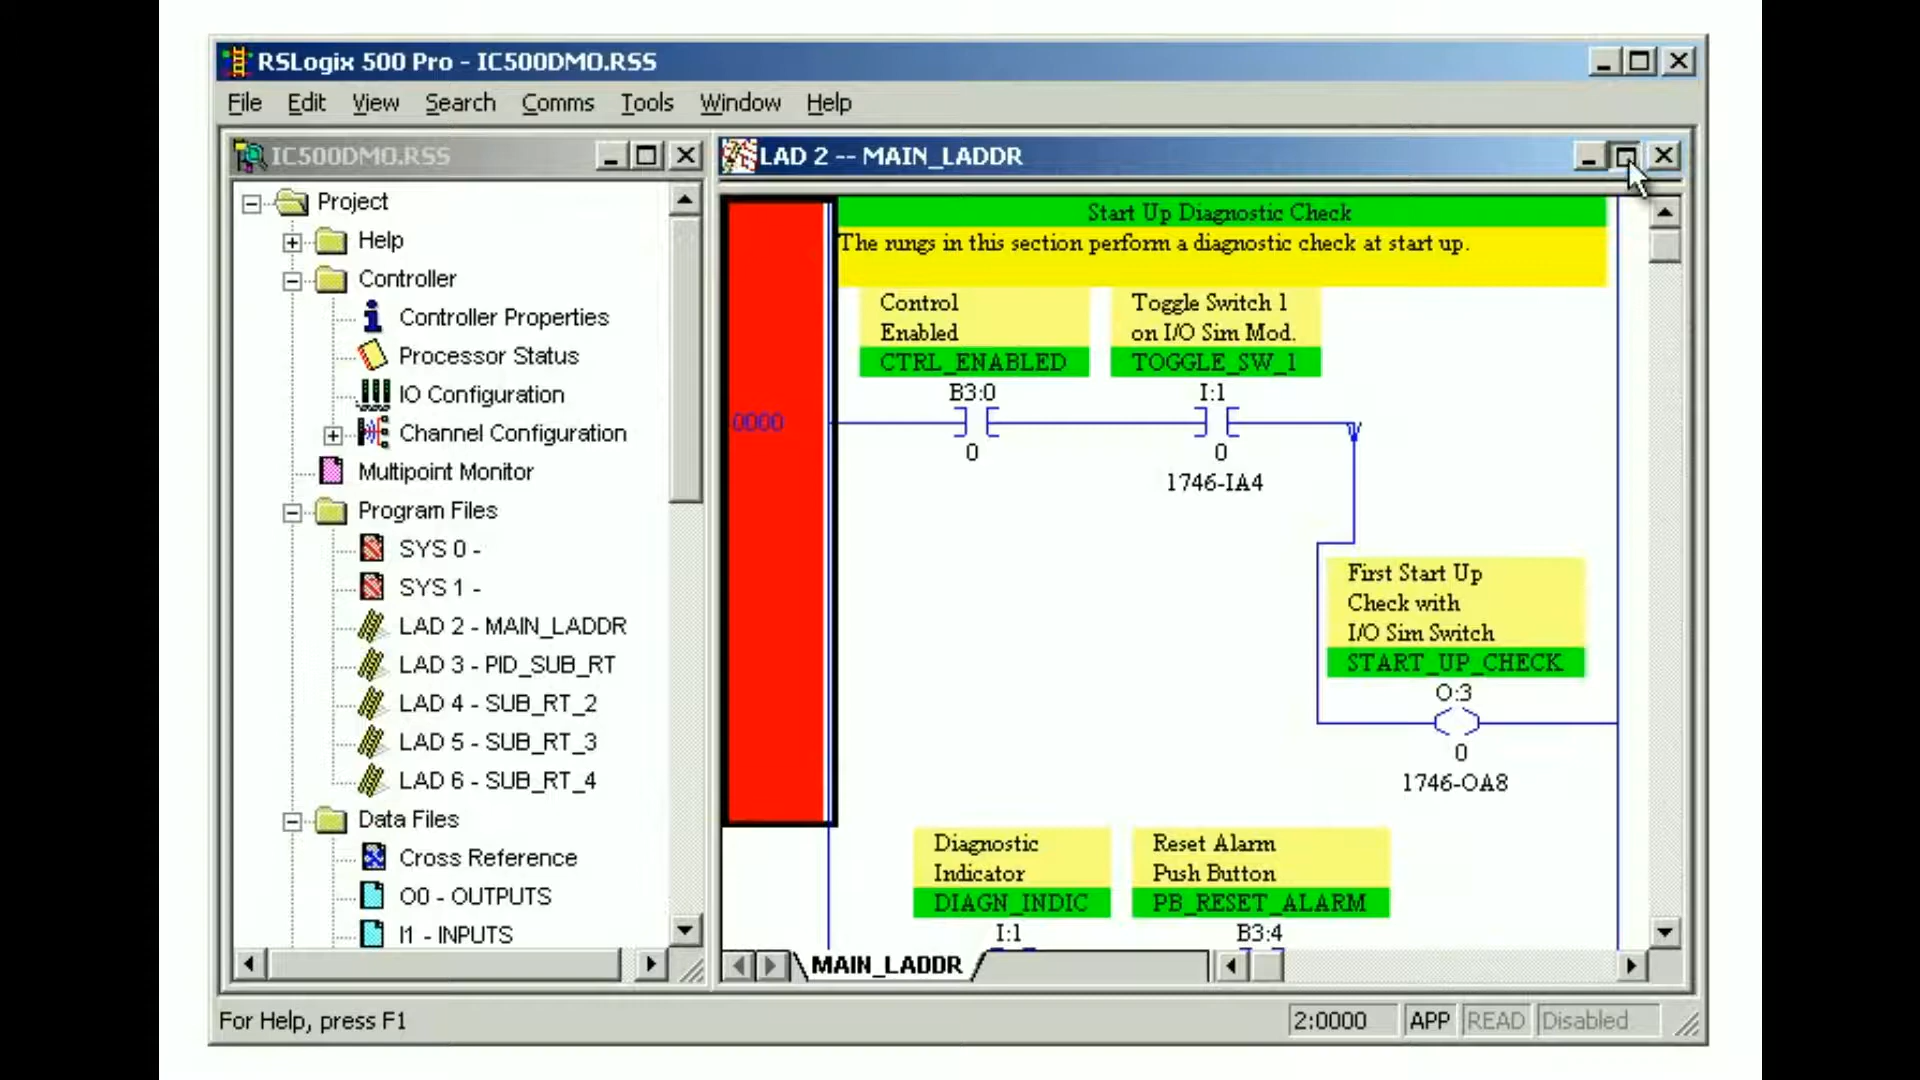 RSLogix 500 Pro - IC500DMO.RSS
File Edit View Search Comms Tools Window Help
IC500DMO.RSS
Project
Help
Controller
Controller Properties
Processor Status
IO Configuration
Channel Configuration
Multipoint Monitor
Program Files
SYS 0 -
SYS 1 -
LAD 2 - MAIN_LADDR
LAD 3 - PID_SUB_RT
LAD 4 - SUB_RT_2
LAD 5 - SUB_RT_3
LAD 6 - SUB_RT_4
Data Files
Cross Reference
O0 - OUTPUTS
I1 - INPUTS
LAD 2 -- MAIN_LADDR
Start Up Diagnostic Check
The rungs in this section perform a diagnostic check at start up.
Control
Enabled
CTRL_ENABLED
B3:0
0
Toggle Switch 1
on I/O Sim Mod.
TOGGLE_SW_1
I:1
0
1746-IA4
0000
First Start Up
Check with
I/O Sim Switch
START_UP_CHECK
O:3
0
1746-OA8
Diagnostic
Indicator
DIAGN_INDIC
I:1
Reset Alarm
Push Button
PB_RESET_ALARM
B3:4
MAIN_LADDR
For Help, press F1
2:0000 APP READ Disabled